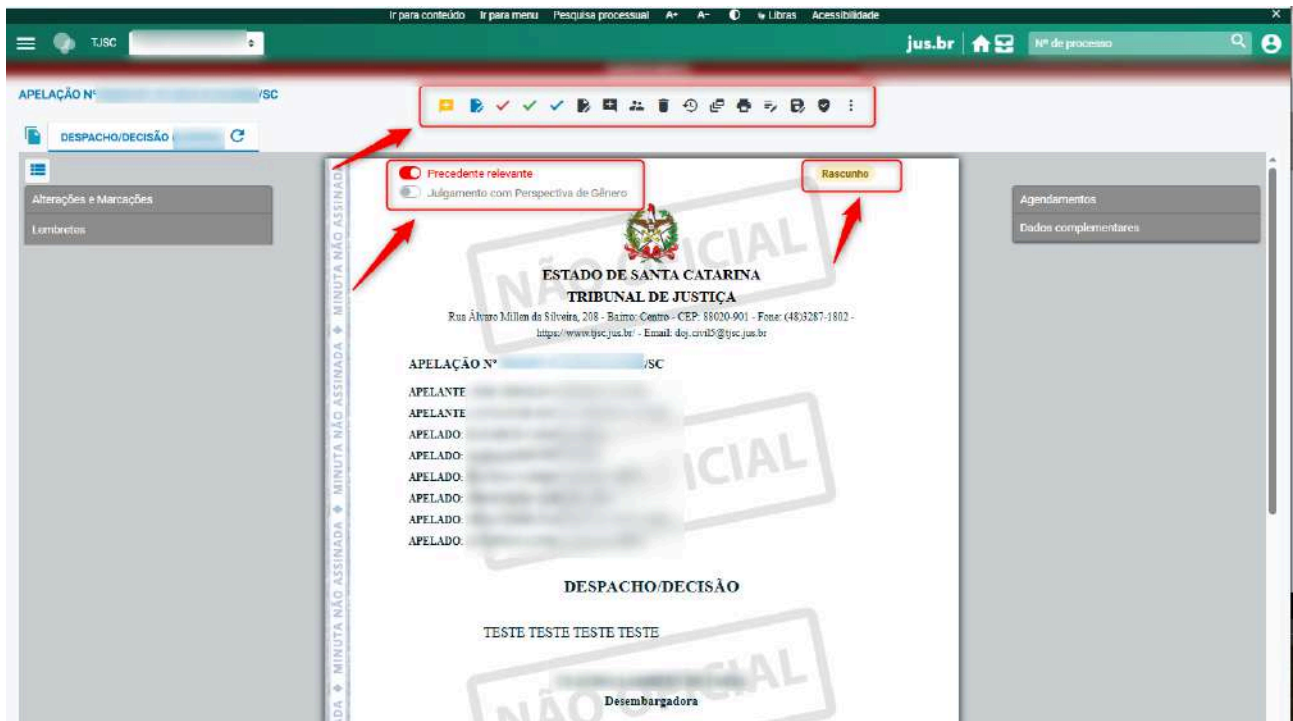 Ir para conteúdo Ir para menu Pesquisa processual A+ A- Libras Acessibilidade X
TJSC jus.br Nº de processo
APELAÇÃO Nº /SC
DESPACHO/DECISÃO
Alterações e Marcações
Lembretes
Precedente relevante
Julgamento com Perspectiva de Gênero
Rascunho
Agendamentos
Dados complementares
MINUTA NÃO ASSINADA ◆ MINUTA NÃO ASSINADA ◆ MINUTA NÃO ASSINADA
NÃO OFICIAL
ESTADO DE SANTA CATARINA
TRIBUNAL DE JUSTIÇA
Rua Álvaro Millen da Silveira, 208 - Bairro: Centro - CEP: 88020-901 - Fone: (48)3287-1802 -
https://www.tjsc.jus.br/ - Email: dcj.civil5@tjsc.jus.br
APELAÇÃO Nº /SC
APELANTE
APELANTE
APELADO:
APELADO:
APELADO:
APELADO:
APELADO:
APELADO:
ICIAL
DESPACHO/DECISÃO
TESTE TESTE TESTE TESTE
NÃO OFICIAL
Desembargadora